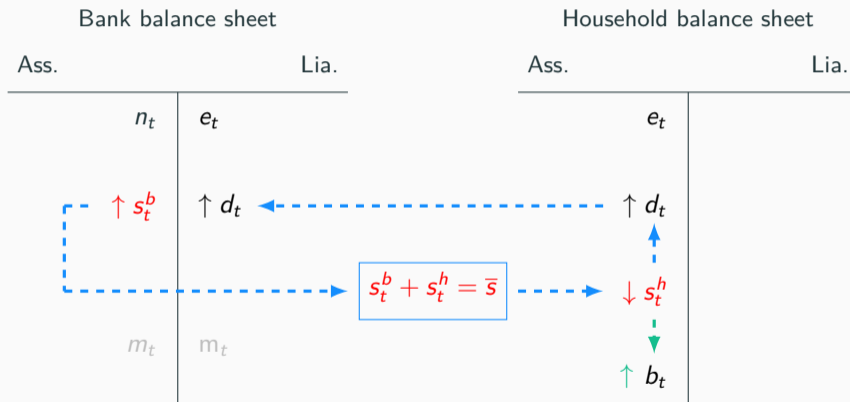 Bank balance sheet Household balance sheet
Ass. Lia. Ass. Lia.
n_t e_t e_t
↑ s_t^b ↑ d_t ↑ d_t
s_t^b + s_t^h = s̅ ↓ s_t^h
m_t m_t
↑ b_t